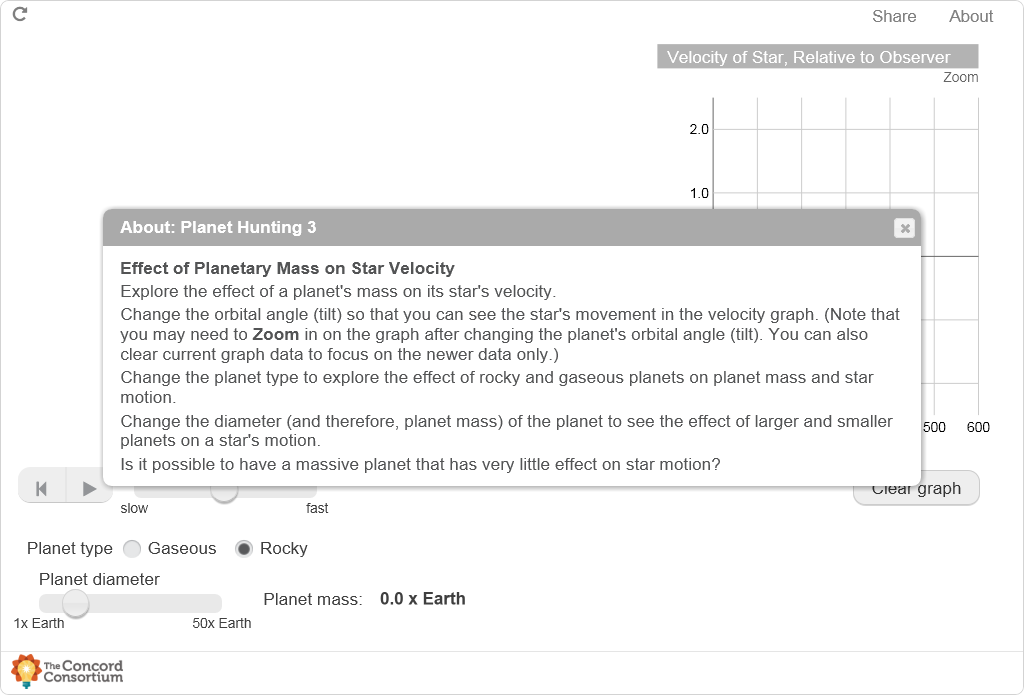 Share About
Velocity of Star, Relative to Observer
Zoom
2.0
1.0
About: Planet Hunting 3
Effect of Planetary Mass on Star Velocity
Explore the effect of a planet's mass on its star's velocity.
Change the orbital angle (tilt) so that you can see the star's movement in the velocity graph. (Note that
you may need to Zoom in on the graph after changing the planet's orbital angle (tilt). You can also
clear current graph data to focus on the newer data only.)
Change the planet type to explore the effect of rocky and gaseous planets on planet mass and star
motion.
Change the diameter (and therefore, planet mass) of the planet to see the effect of larger and smaller
planets on a star's motion.
Is it possible to have a massive planet that has very little effect on star motion?
500 600
slow fast
Clear graph
Planet type Gaseous Rocky
Planet diameter
Planet mass: 0.0 x Earth
1x Earth 50x Earth
The Concord
Consortium